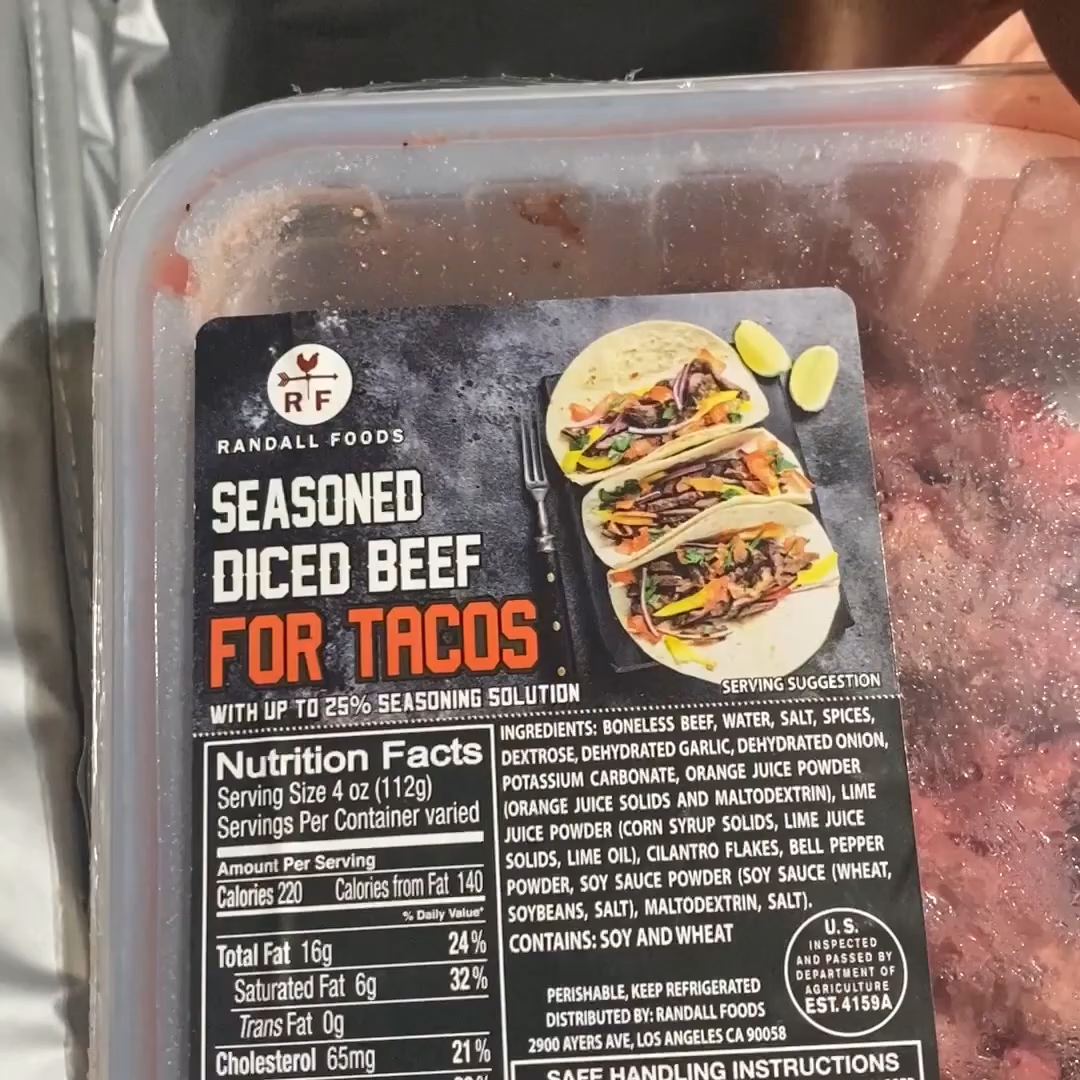 R F
RANDALL FOODS
SEASONED
DICED BEEF
FOR TACOS
WITH UP TO 25% SEASONING SOLUTION
SERVING SUGGESTION
Nutrition Facts
Serving Size 4 oz (112g)
Servings Per Container varied
Amount Per Serving
Calories 220 Calories from Fat 140
% Daily Value*
Total Fat 16g 24%
Saturated Fat 6g 32%
Trans Fat 0g
Cholesterol 65mg 21%
INGREDIENTS: BONELESS BEEF, WATER, SALT, SPICES,
DEXTROSE, DEHYDRATED GARLIC, DEHYDRATED ONION,
POTASSIUM CARBONATE, ORANGE JUICE POWDER
(ORANGE JUICE SOLIDS AND MALTODEXTRIN), LIME
JUICE POWDER (CORN SYRUP SOLIDS, LIME JUICE
SOLIDS, LIME OIL), CILANTRO FLAKES, BELL PEPPER
POWDER, SOY SAUCE POWDER (SOY SAUCE (WHEAT,
SOYBEANS, SALT), MALTODEXTRIN, SALT).
CONTAINS: SOY AND WHEAT
PERISHABLE, KEEP REFRIGERATED
DISTRIBUTED BY: RANDALL FOODS
2900 AYERS AVE, LOS ANGELES CA 90058
U.S.
INSPECTED
AND PASSED BY
DEPARTMENT OF
AGRICULTURE
EST. 4159A
SAFE HANDLING INSTRUCTIONS